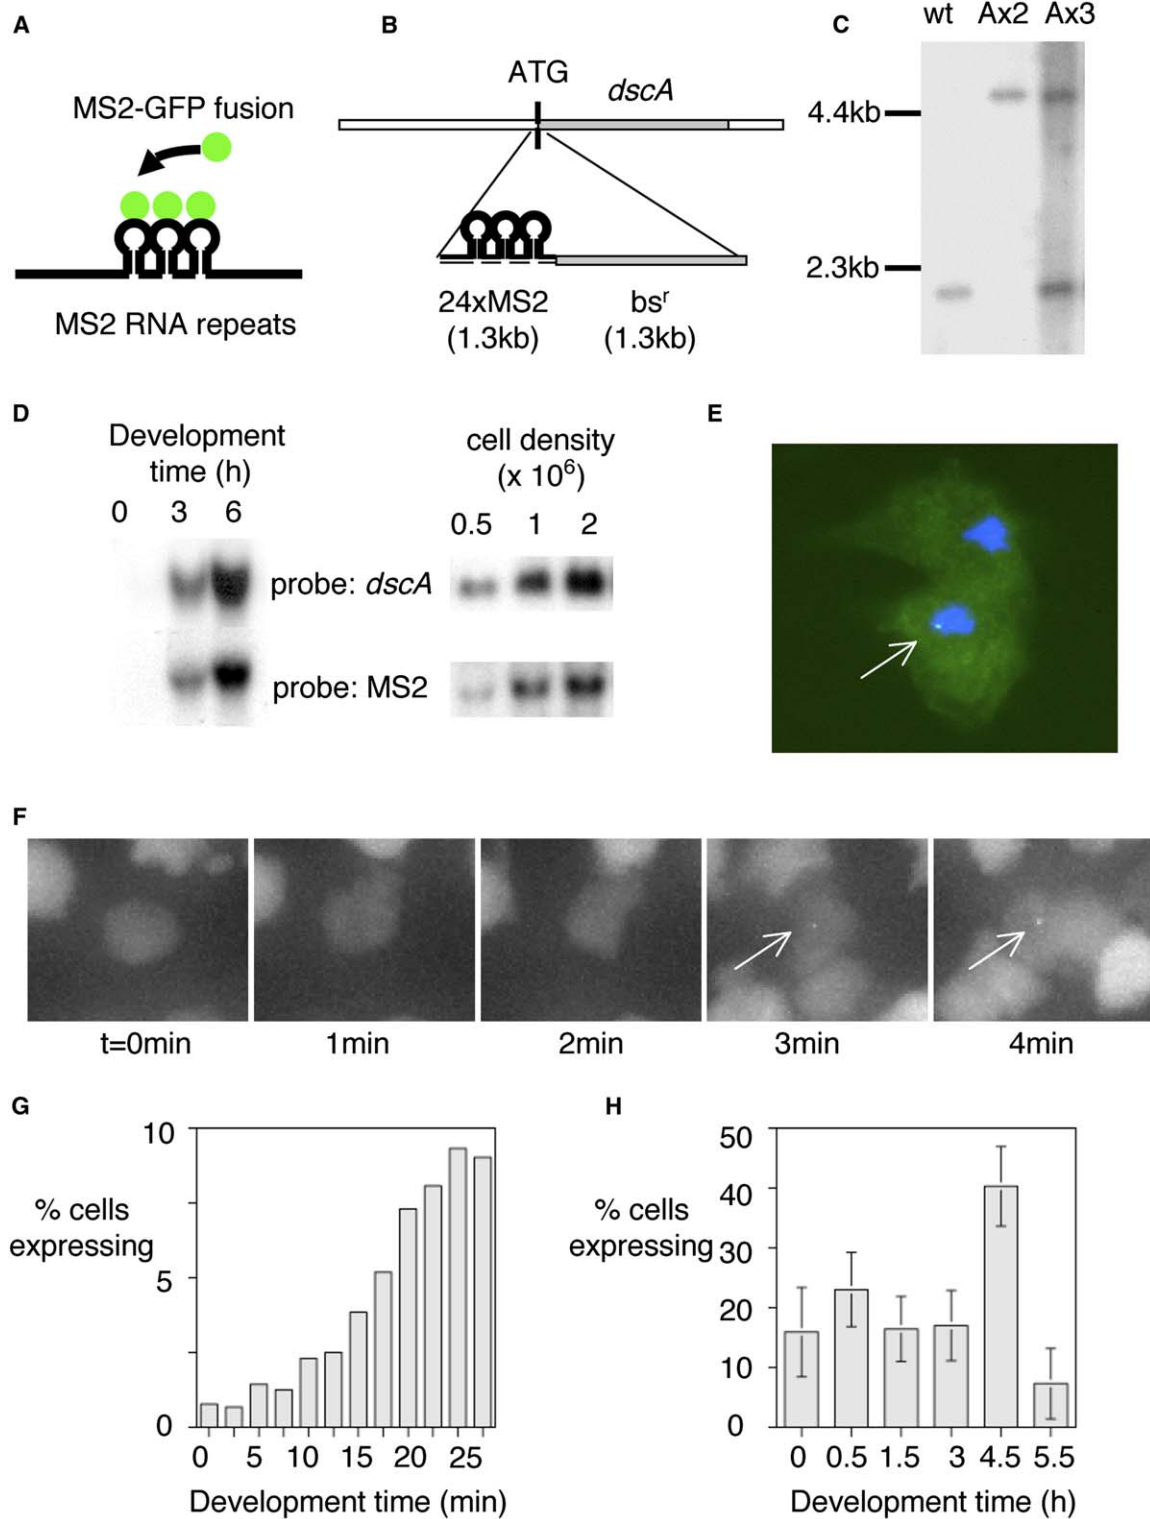 A
MS2-GFP fusion
MS2 RNA repeats
B
ATG
dscA
24xMS2
(1.3kb)
bsʳ
(1.3kb)
C
wt Ax2 Ax3
4.4kb
2.3kb
D
Development
time (h)
0 3 6
cell density
(x 10⁶)
0.5 1 2
probe: dscA
probe: MS2
E
F
t=0min 1min 2min 3min 4min
G
% cells
expressing
10
5
0
0 5 10 15 20 25
Development time (min)
H
% cells
expressing
50
40
30
20
10
0
0 0.5 1.5 3 4.5 5.5
Development time (h)